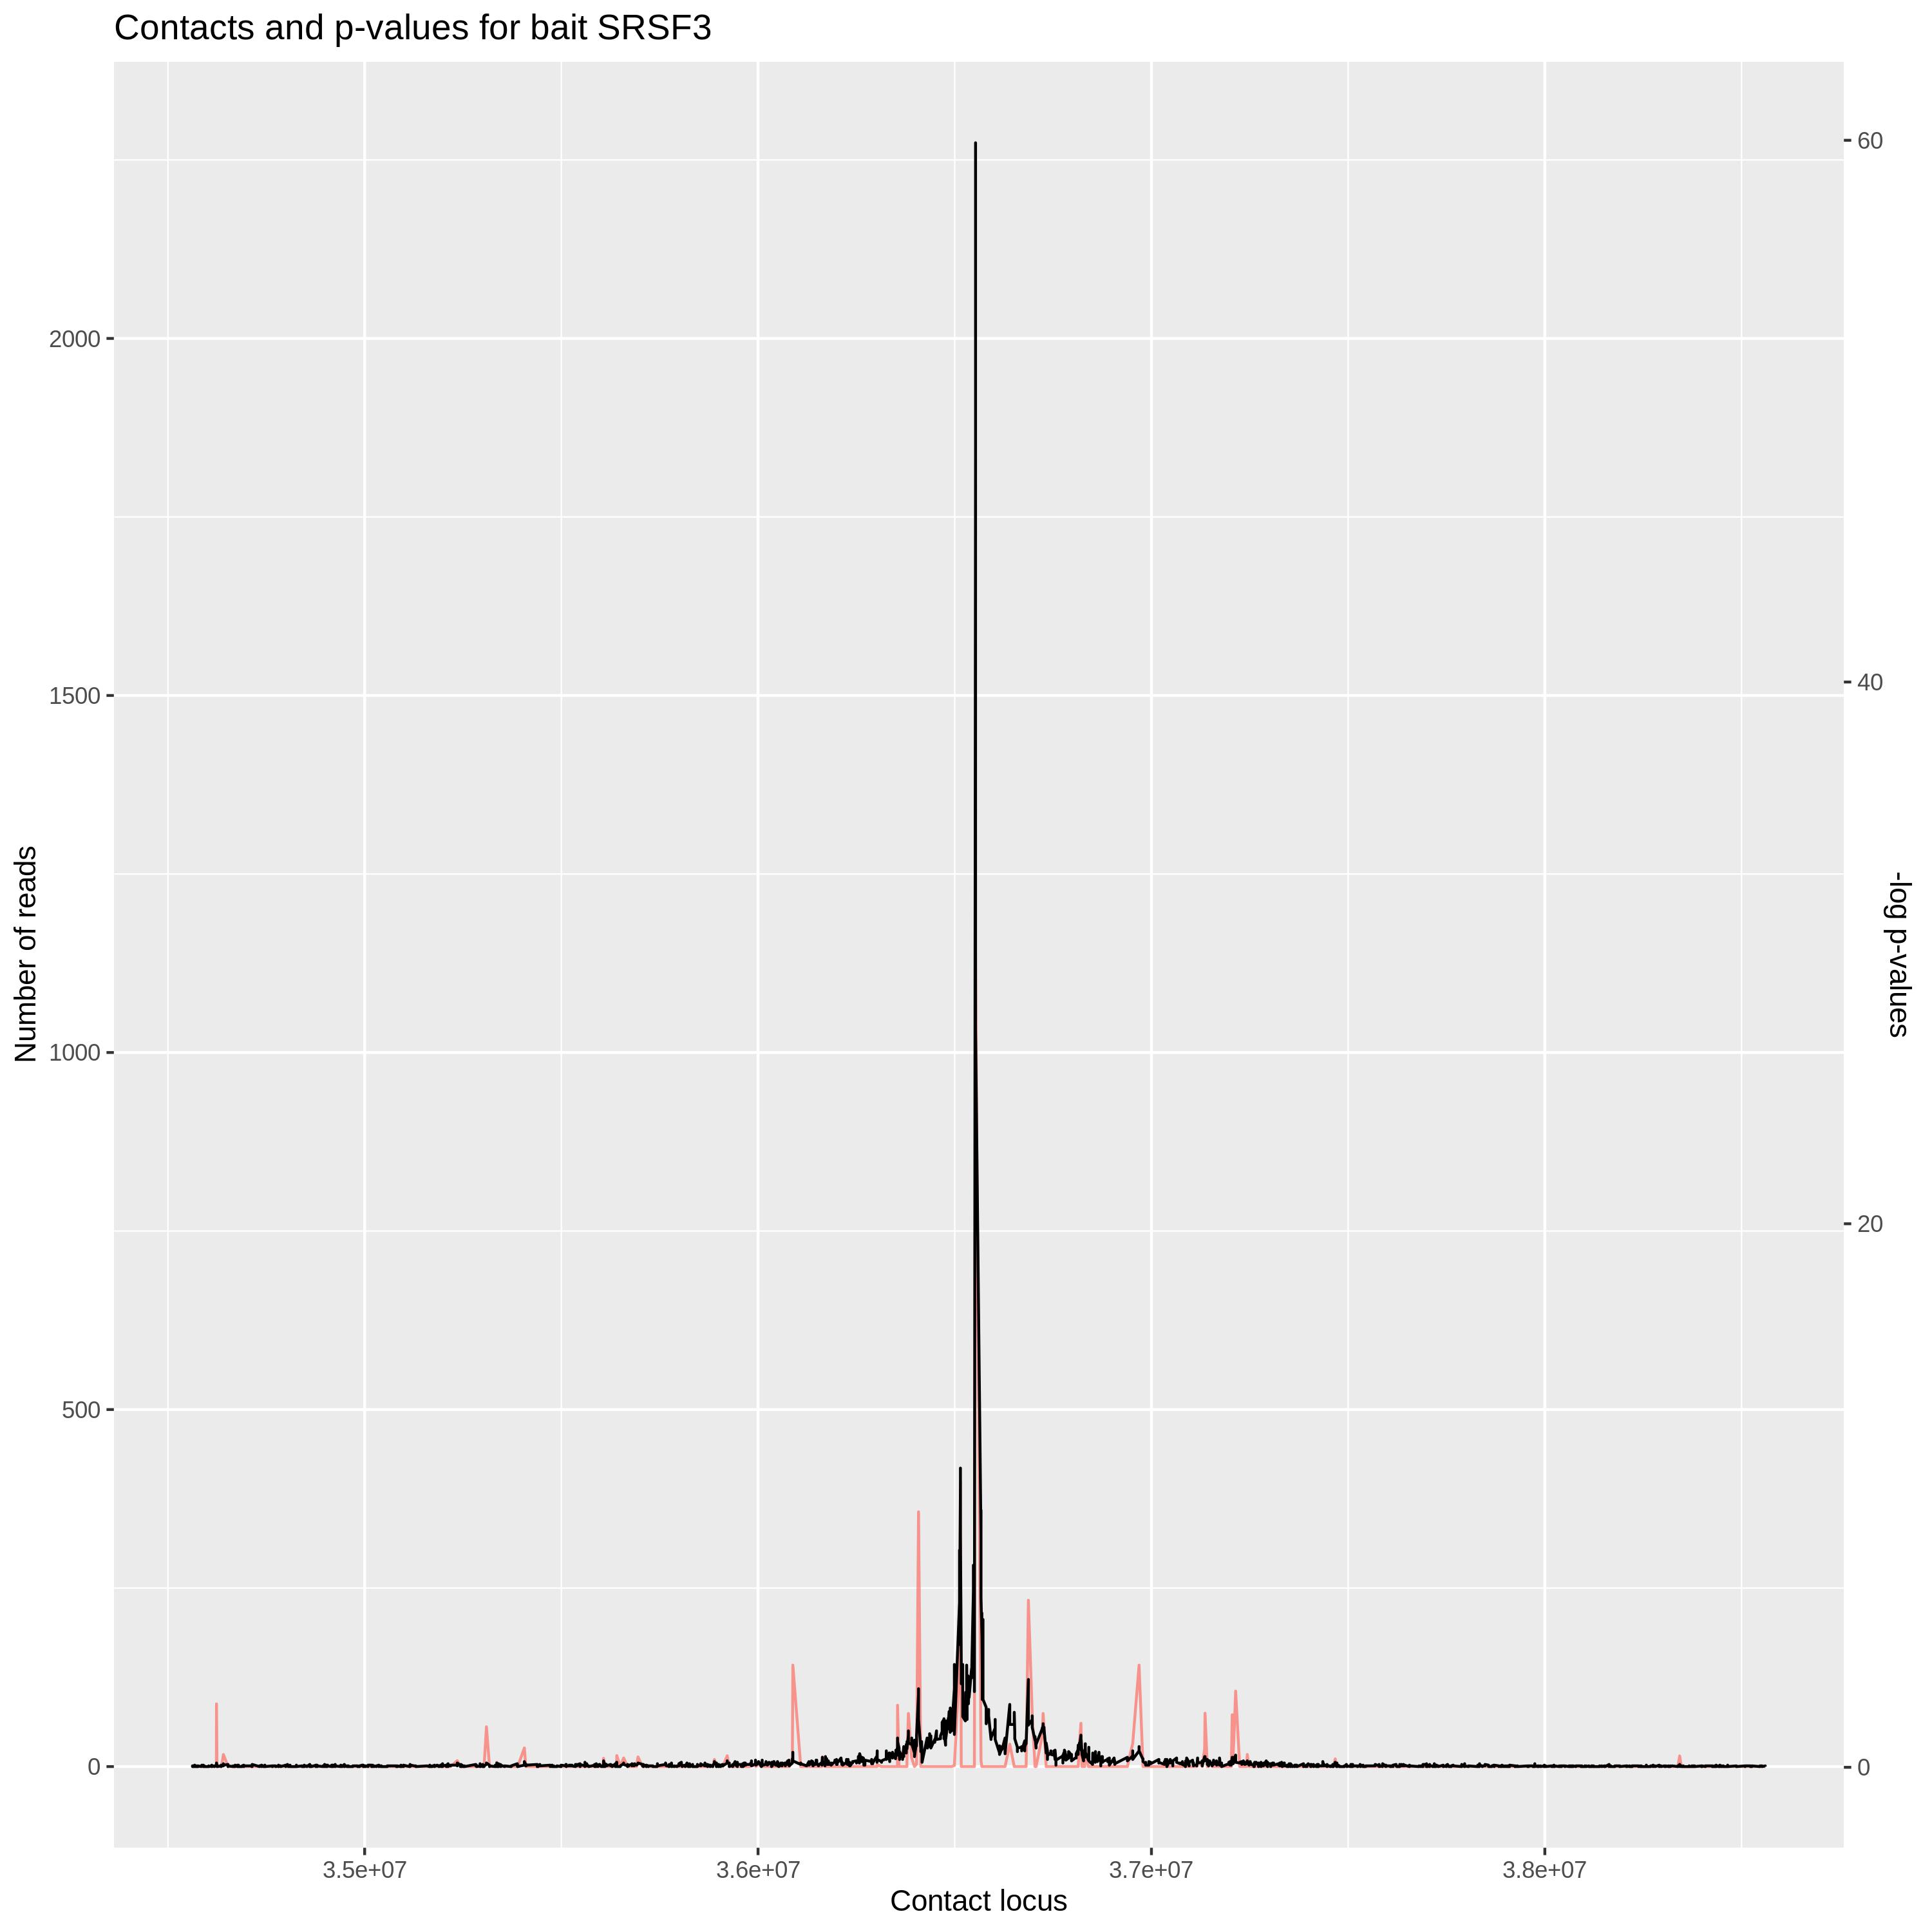 Contacts and p-values for bait SRSF3
Number of reads
2000
1500
1000
500
0
60
40
20
0
-log p-values
3.5e+07
3.6e+07
3.7e+07
3.8e+07
Contact locus